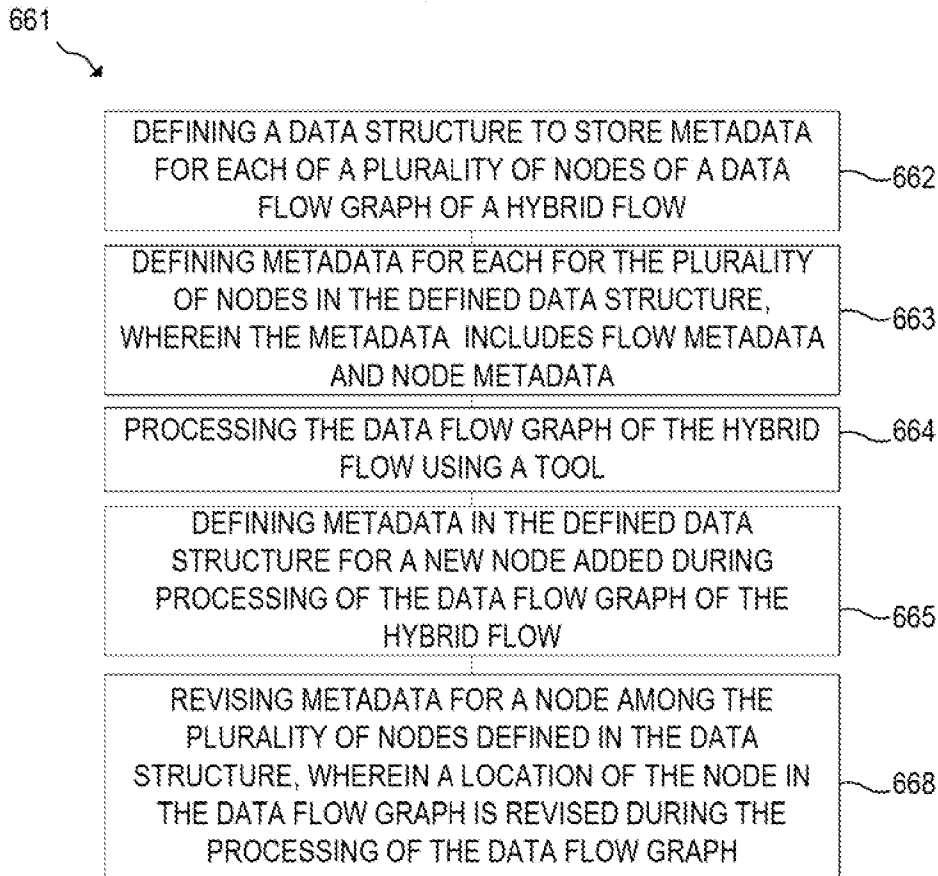 661
DEFINING A DATA STRUCTURE TO STORE METADATA
FOR EACH OF A PLURALITY OF NODES OF A DATA
FLOW GRAPH OF A HYBRID FLOW
662
DEFINING METADATA FOR EACH FOR THE PLURALITY
OF NODES IN THE DEFINED DATA STRUCTURE,
WHEREIN THE METADATA INCLUDES FLOW METADATA
AND NODE METADATA
663
PROCESSING THE DATA FLOW GRAPH OF THE HYBRID
FLOW USING A TOOL
664
DEFINING METADATA IN THE DEFINED DATA
STRUCTURE FOR A NEW NODE ADDED DURING
PROCESSING OF THE DATA FLOW GRAPH OF THE
HYBRID FLOW
665
REVISING METADATA FOR A NODE AMONG THE
PLURALITY OF NODES DEFINED IN THE DATA
STRUCTURE, WHEREIN A LOCATION OF THE NODE IN
THE DATA FLOW GRAPH IS REVISED DURING THE
PROCESSING OF THE DATA FLOW GRAPH
668